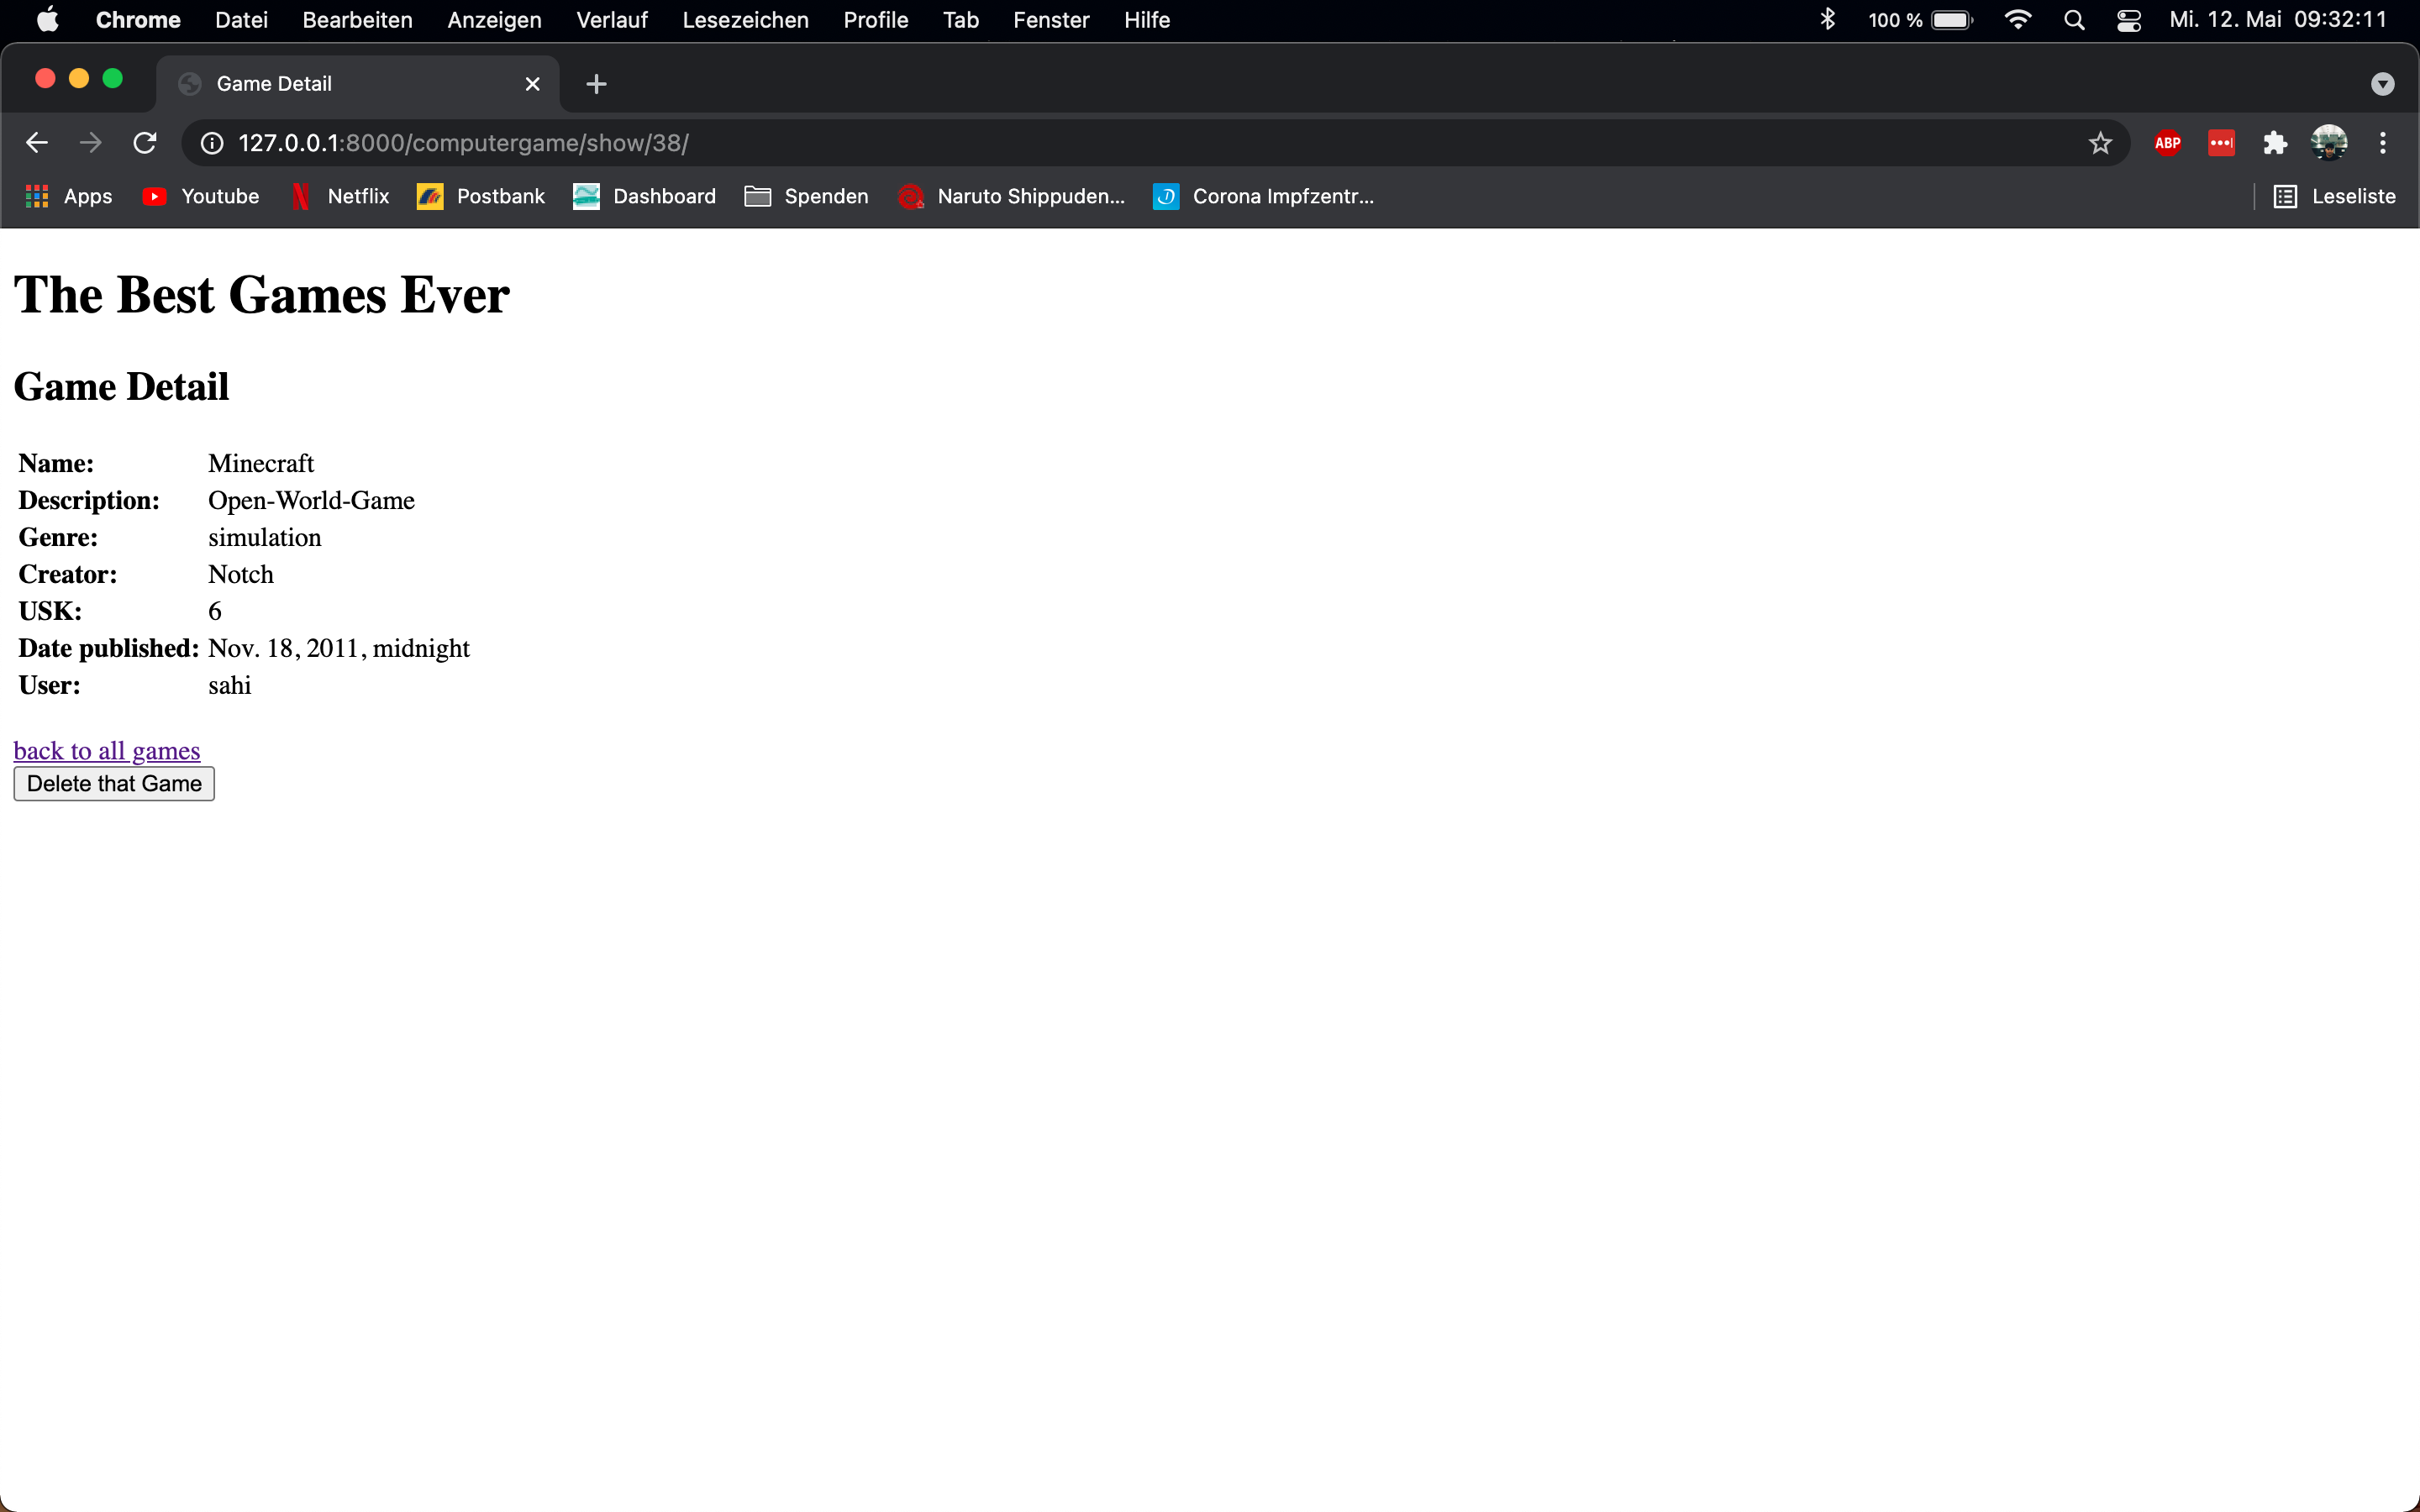 Chrome Datei Bearbeiten Anzeigen Verlauf Lesezeichen Profile Tab Fenster Hilfe 100 % Mi. 12. Mai 09:32:11
Game Detail
127.0.0.1:8000/computergame/show/38/ ABP
Apps Youtube Netflix Postbank Dashboard Spenden Naruto Shippuden... Corona Impfzentr... Leseliste
The Best Games Ever
Game Detail
Name: Minecraft
Description: Open-World-Game
Genre: simulation
Creator: Notch
USK: 6
Date published: Nov. 18, 2011, midnight
User: sahi
back to all games
Delete that Game